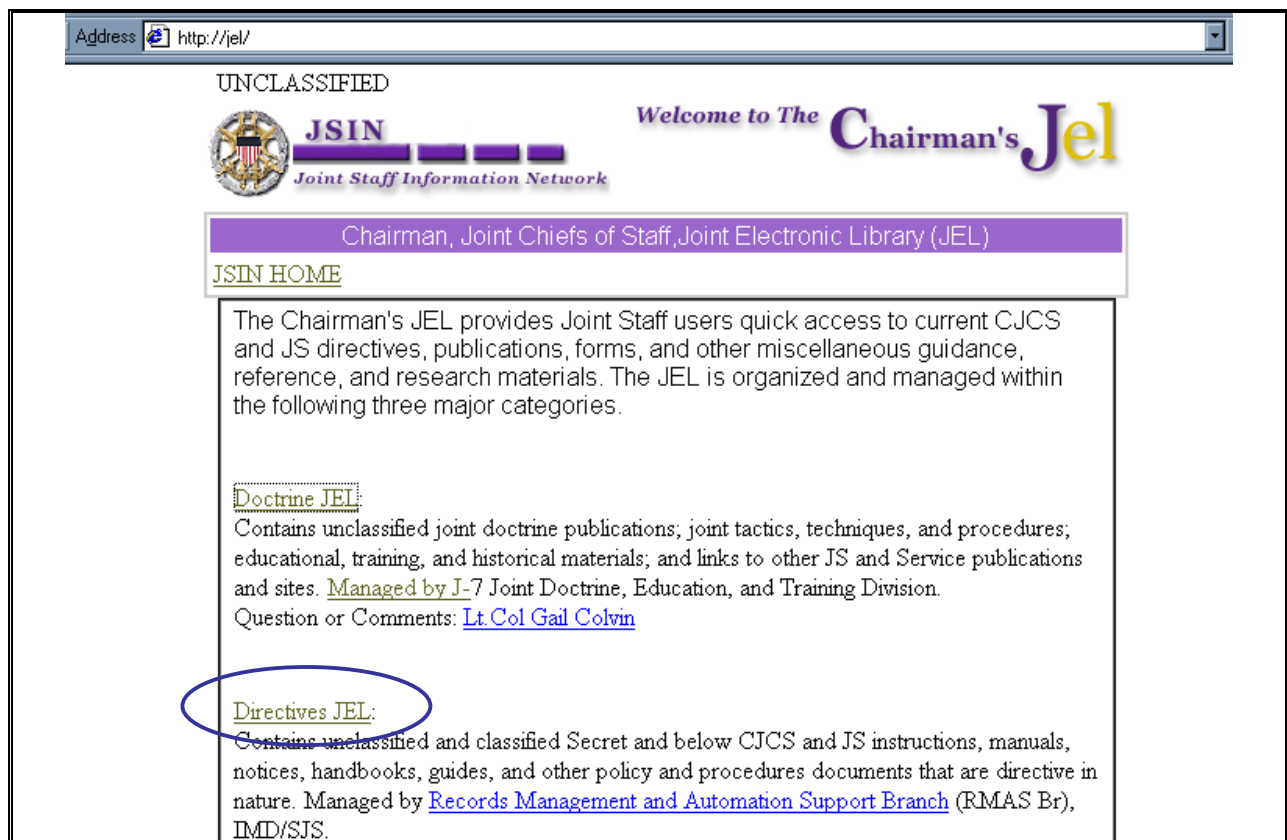 Address http://jel/
UNCLASSIFIED
JSIN
Joint Staff Information Network
Welcome to The Chairman's Jel
Chairman, Joint Chiefs of Staff,Joint Electronic Library (JEL)
JSIN HOME
The Chairman's JEL provides Joint Staff users quick access to current CJCS
and JS directives, publications, forms, and other miscellaneous guidance,
reference, and research materials. The JEL is organized and managed within
the following three major categories.
Doctrine JEL:
Contains unclassified joint doctrine publications; joint tactics, techniques, and procedures;
educational, training, and historical materials; and links to other JS and Service publications
and sites. Managed by J-7 Joint Doctrine, Education, and Training Division.
Question or Comments: Lt.Col Gail Colvin
Directives JEL:
Contains unclassified and classified Secret and below CJCS and JS instructions, manuals,
notices, handbooks, guides, and other policy and procedures documents that are directive in
nature. Managed by Records Management and Automation Support Branch (RMAS Br),
IMD/SJS.